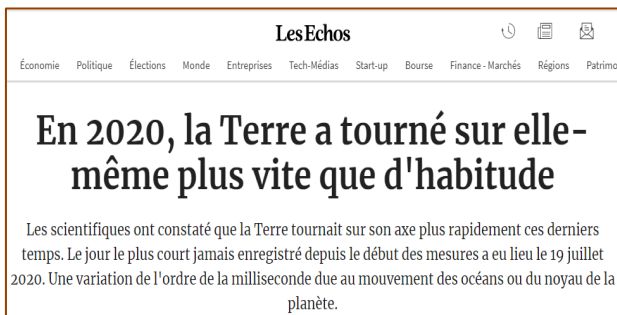 Les Echos
Économie Politique Élections Monde Entreprises Tech-Médias Start-up Bourse Finance - Marchés Régions Patrimo
En 2020, la Terre a tourné sur elle-
même plus vite que d'habitude
Les scientifiques ont constaté que la Terre tournait sur son axe plus rapidement ces derniers
temps. Le jour le plus court jamais enregistré depuis le début des mesures a eu lieu le 19 juillet
2020. Une variation de l'ordre de la milliseconde due au mouvement des océans ou du noyau de la
planète.